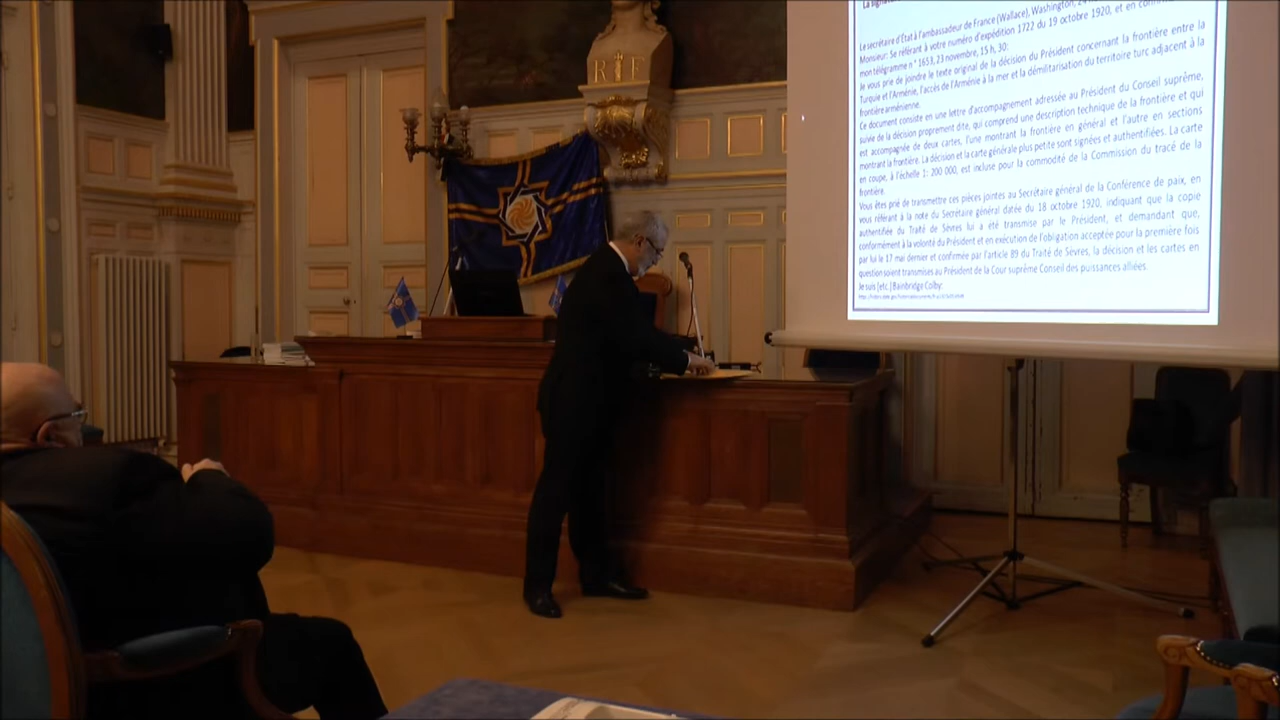 R F
La signature
Le secrétaire d'État à l'ambassadeur de France (Wallace), Washington, 24
Monsieur: Se référant à votre numéro d'expédition 1722 du 19 octobre 1920, et en
mon télégramme n° 1653, 23 novembre, 15 h, 30:
Je vous prie de joindre le texte original de la décision du Président concernant la frontière entre la
Turquie et l'Arménie, l'accès de l'Arménie à la mer et la démilitarisation du territoire turc adjacent à la
frontière arménienne.
Ce document consiste en une lettre d'accompagnement adressée au Président du Conseil suprême,
suivie de la décision proprement dite, qui comprend une description technique de la frontière et qui
est accompagnée de deux cartes, l'une montrant la frontière en général et l'autre en sections
montrant la frontière. La décision et la carte générale plus petite sont signées et authentifiées. La carte
en coupe, à l'échelle 1: 200 000, est incluse pour la commodité de la Commission du tracé de la
frontière.
Vous êtes prié de transmettre ces pièces jointes au Secrétaire général de la Conférence de paix, en
vous référant à la note du Secrétaire général datée du 18 octobre 1920, indiquant que la copie
authentifiée du Traité de Sèvres lui a été transmise par le Président, et demandant que,
conformément à la volonté du Président et en exécution de l'obligation acceptée pour la première fois
par lui le 17 mai dernier et confirmée par l'article 89 du Traité de Sèvres, la décision et les cartes en
question soient transmises au Président de la Cour suprême Conseil des puissances alliées.
Je suis [etc.] Bainbridge Colby: